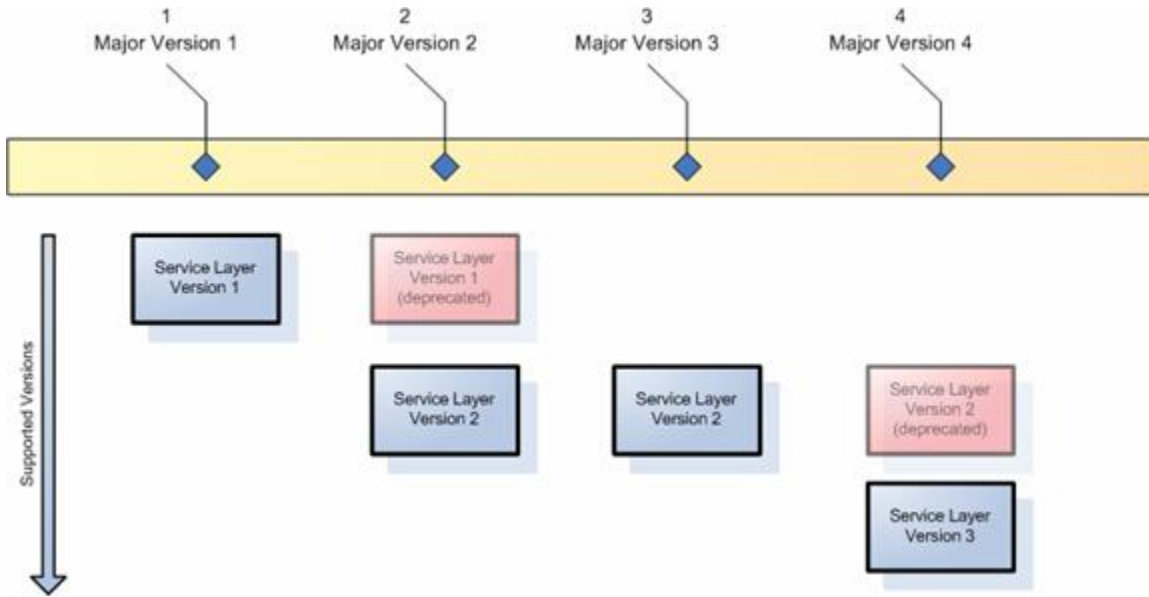 1
Major Version 1
2
Major Version 2
3
Major Version 3
4
Major Version 4
Supported Versions
Service Layer
Version 1
Service Layer
Version 1
(deprecated)
Service Layer
Version 2
Service Layer
Version 2
Service Layer
Version 2
(deprecated)
Service Layer
Version 3